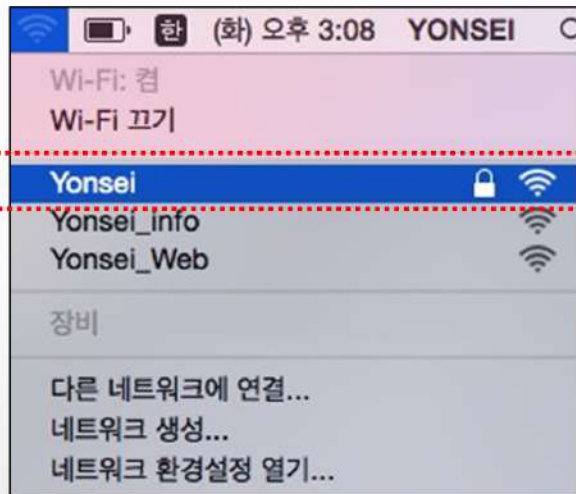 한 (화) 오후 3:08 YONSEI
Wi-Fi: 켬
Wi-Fi 끄기
Yonsei
Yonsei_info
Yonsei_Web
장비
다른 네트워크에 연결...
네트워크 생성...
네트워크 환경설정 열기...